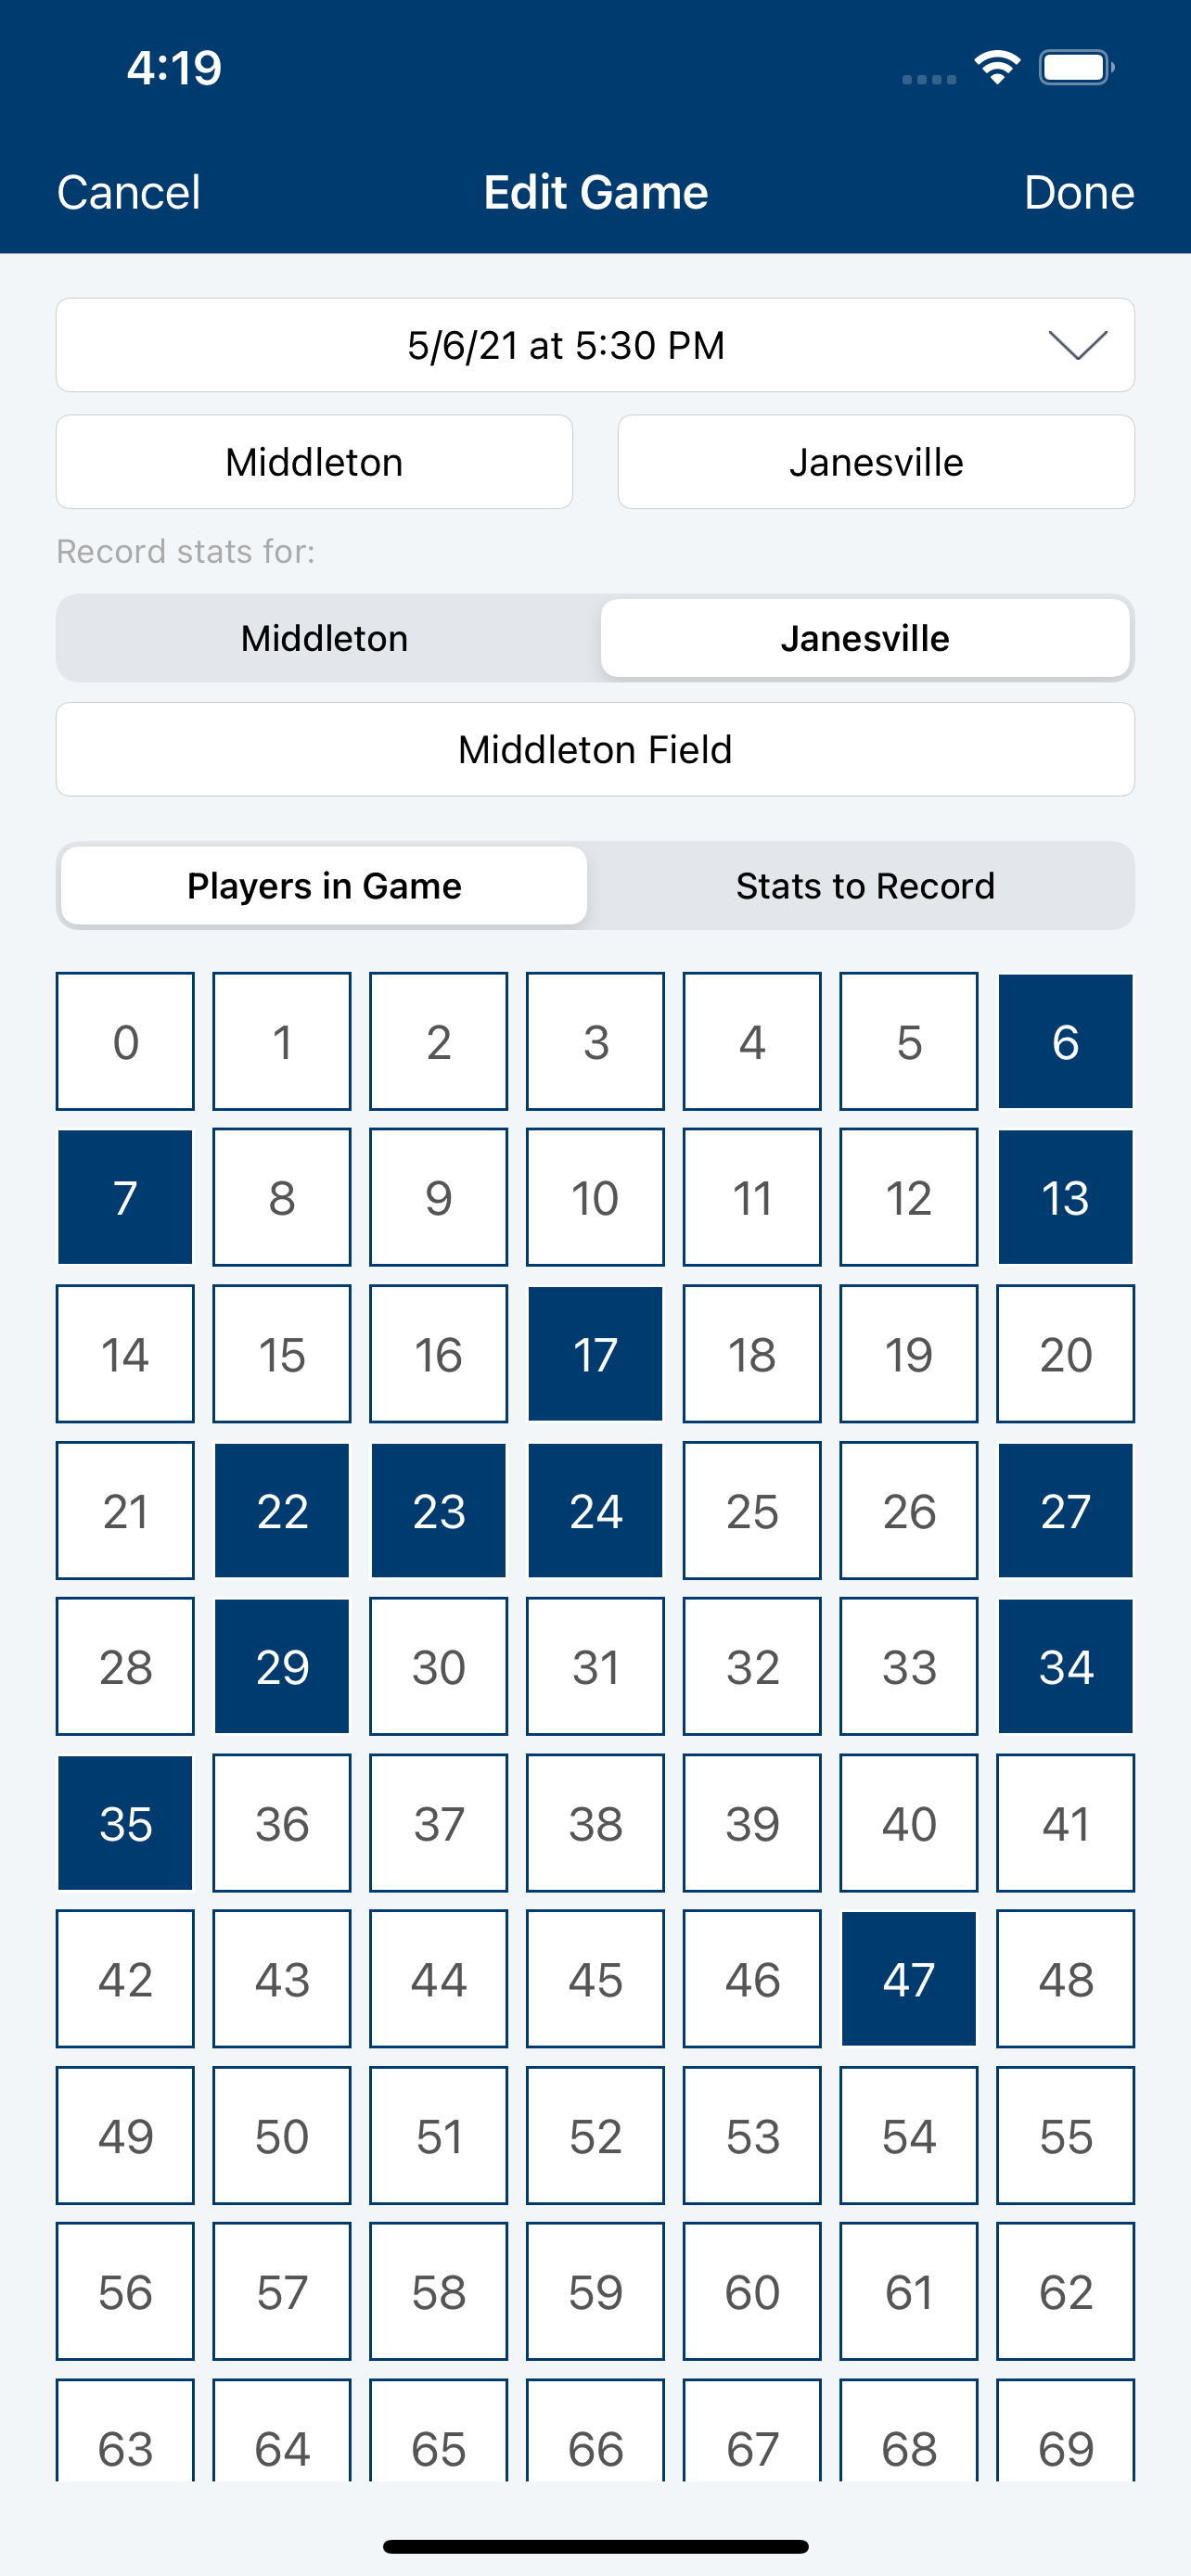 4:19
Cancel Edit Game Done
5/6/21 at 5:30 PM
Middleton Janesville
Record stats for:
Middleton Janesville
Middleton Field
Players in Game Stats to Record
0 1 2 3 4 5 6
7 8 9 10 11 12 13
14 15 16 17 18 19 20
21 22 23 24 25 26 27
28 29 30 31 32 33 34
35 36 37 38 39 40 41
42 43 44 45 46 47 48
49 50 51 52 53 54 55
56 57 58 59 60 61 62
63 64 65 66 67 68 69